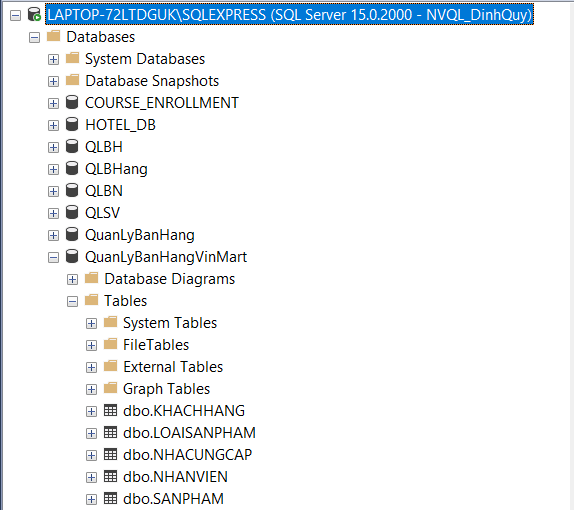 LAPTOP-72LTDGUK\SQLEXPRESS (SQL Server 15.0.2000 - NVQL_DinhQuy)
Databases
System Databases
Database Snapshots
COURSE_ENROLLMENT
HOTEL_DB
QLBH
QLBHang
QLBN
QLSV
QuanLyBanHang
QuanLyBanHangVinMart
Database Diagrams
Tables
System Tables
FileTables
External Tables
Graph Tables
dbo.KHACHHANG
dbo.LOAISANPHAM
dbo.NHACUNGCAP
dbo.NHANVIEN
dbo.SANPHAM